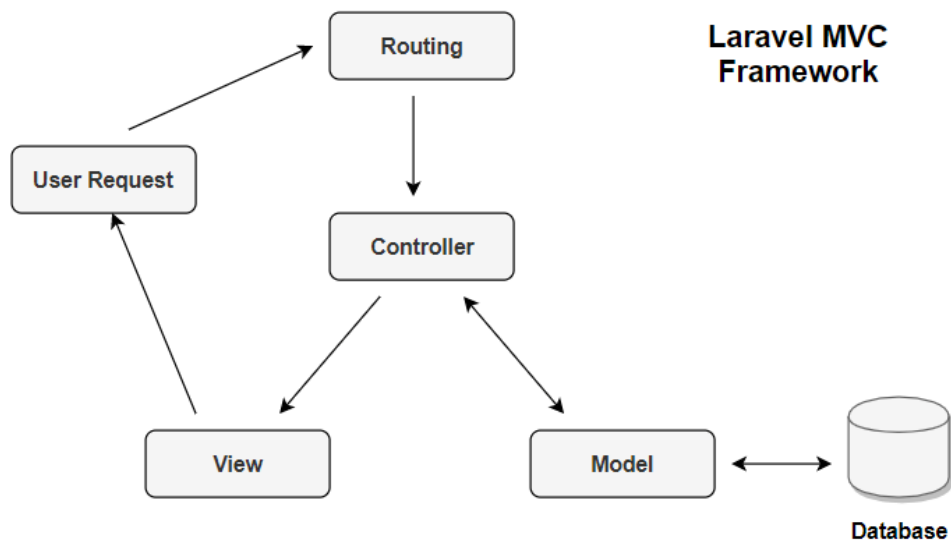 Routing
Laravel MVC
Framework
User Request
Controller
View
Model
Database